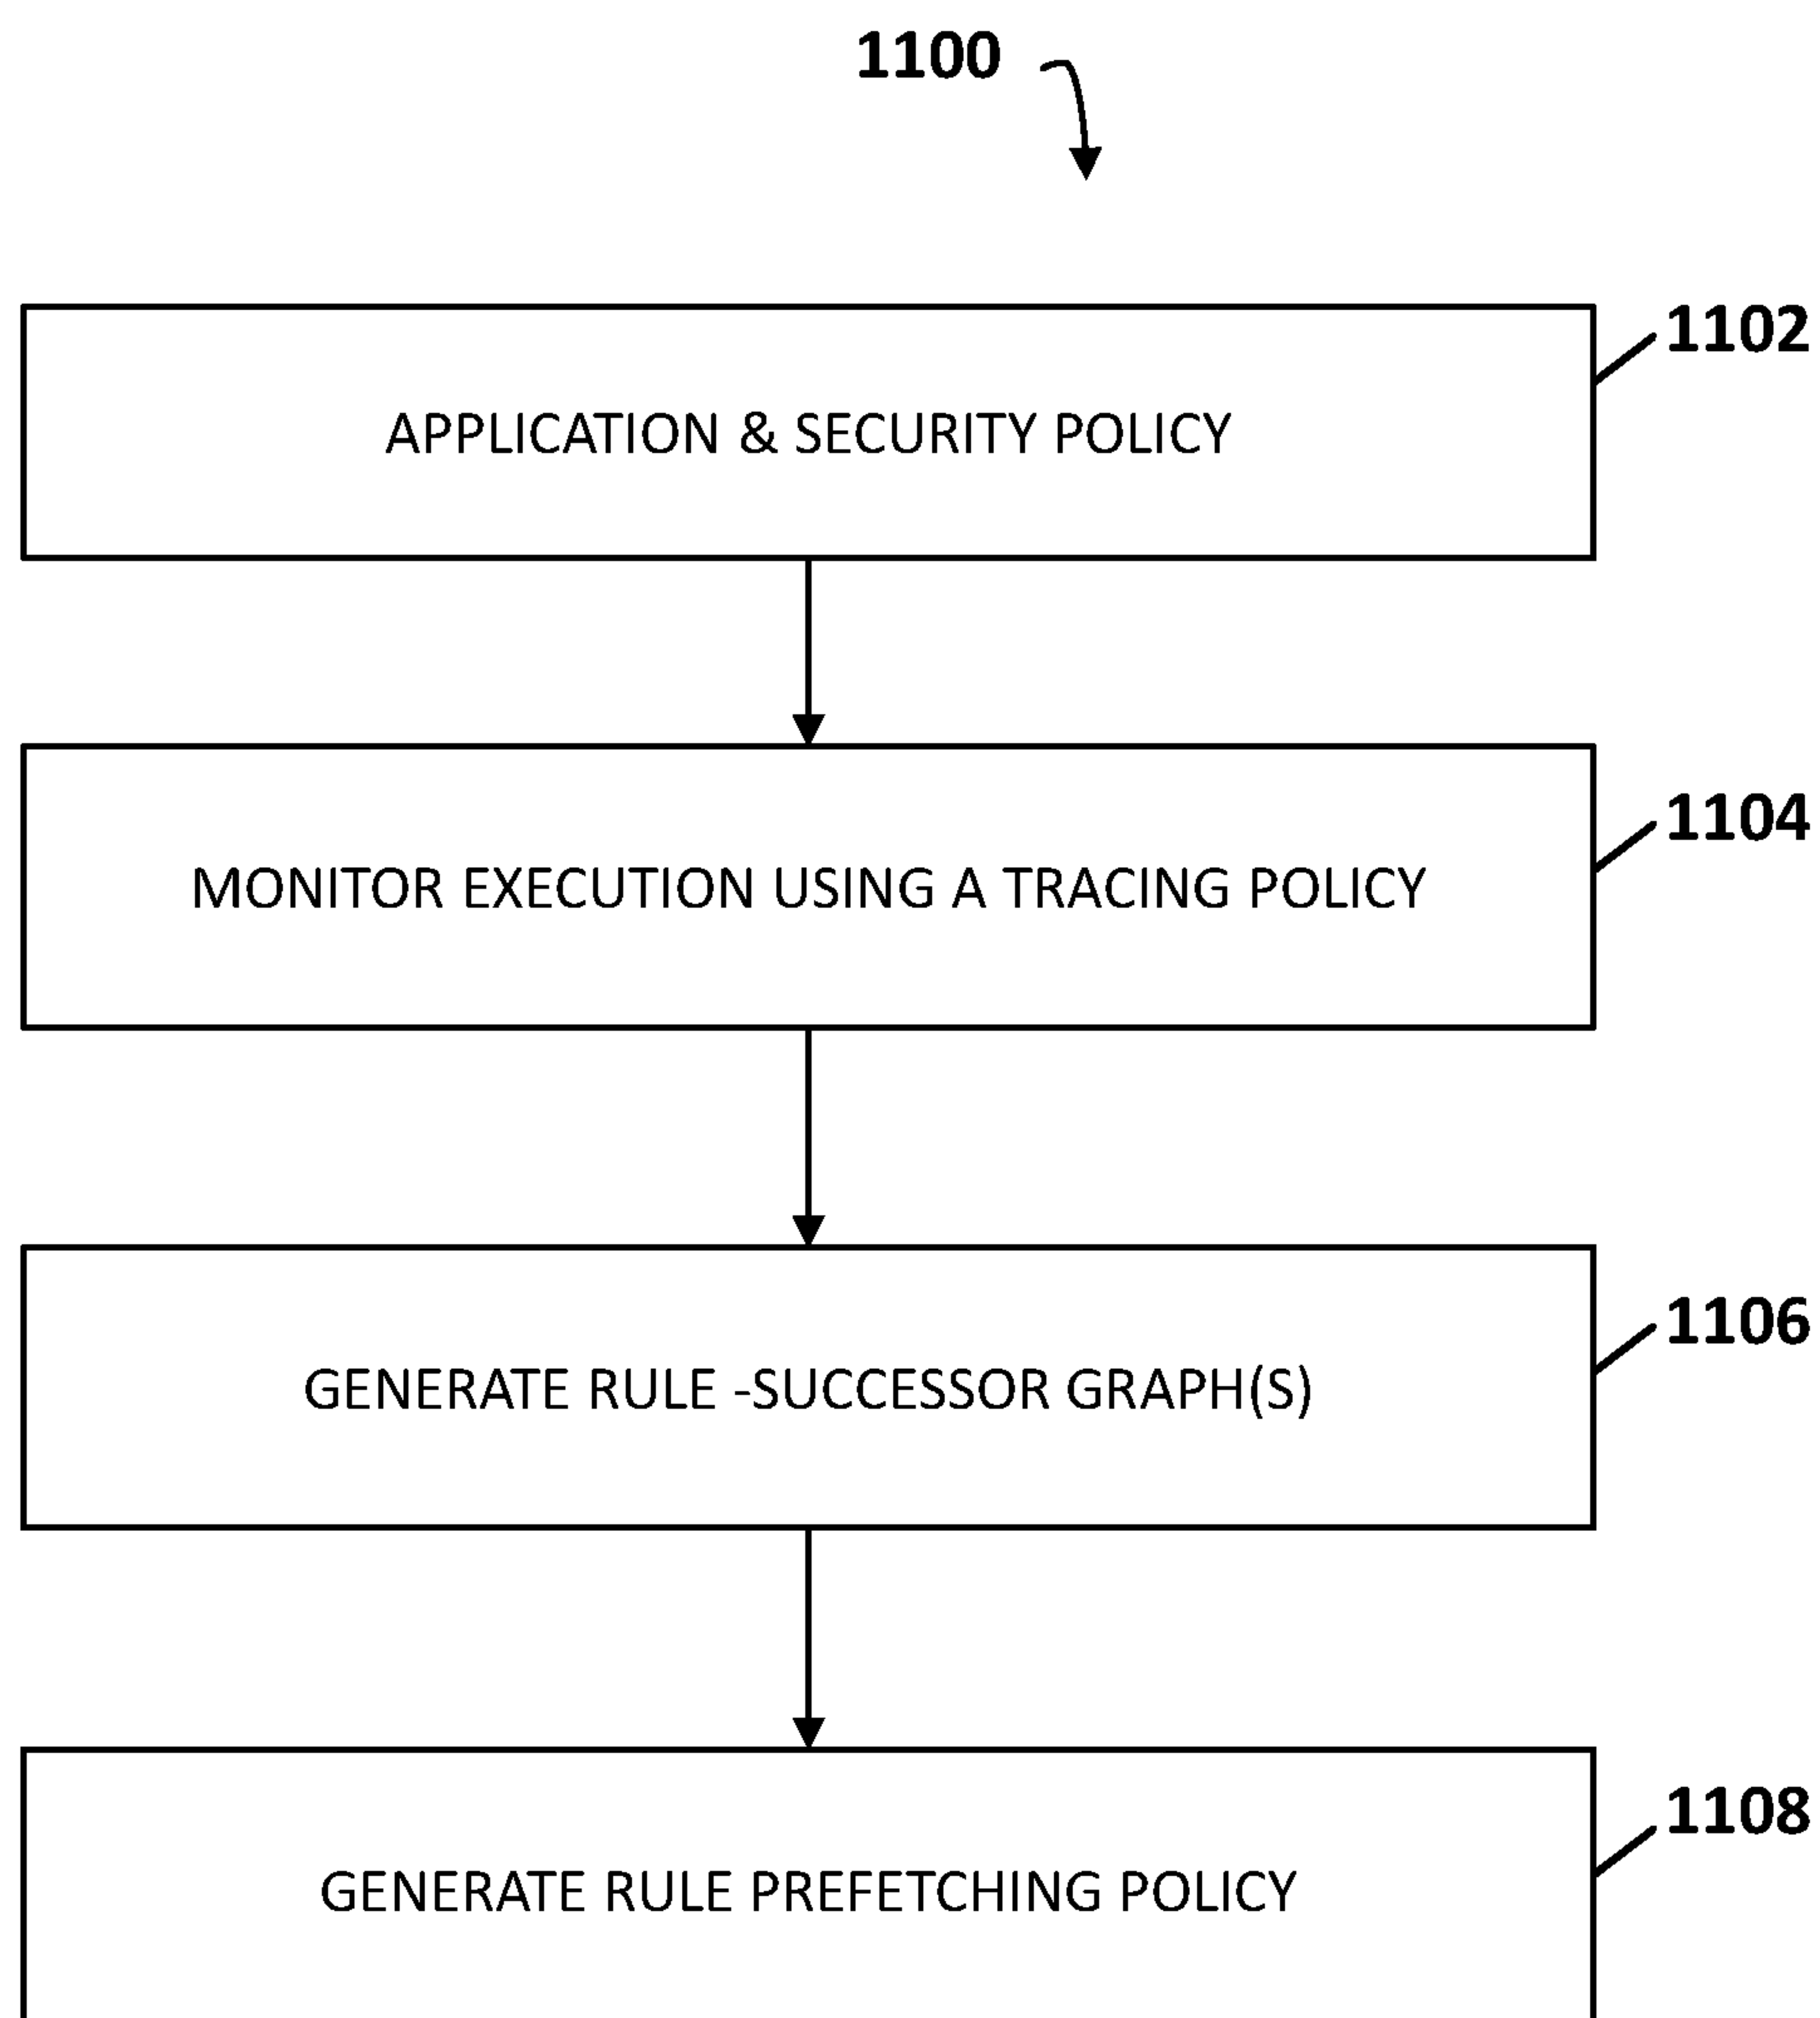 1100
1102
APPLICATION & SECURITY POLICY
1104
MONITOR EXECUTION USING A TRACING POLICY
1106
GENERATE RULE -SUCCESSOR GRAPH(S)
1108
GENERATE RULE PREFETCHING POLICY